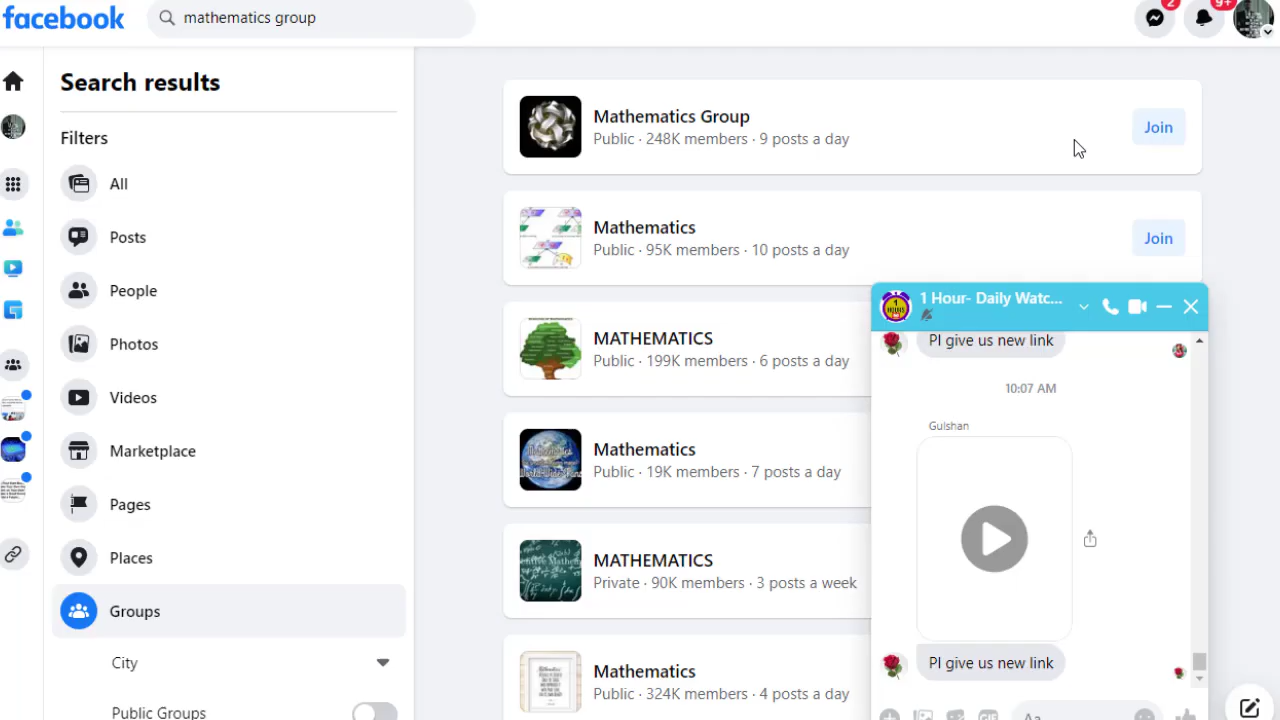 facebook
mathematics group
2
9+
Search results
Filters
All
Posts
People
Photos
Videos
Marketplace
Pages
Places
Groups
City
Public Groups
Mathematics Group
Public · 248K members · 9 posts a day
Join
Mathematics
Public · 95K members · 10 posts a day
Join
MATHEMATICS
Public · 199K members · 6 posts a day
Mathematics
Public · 19K members · 7 posts a day
MATHEMATICS
Private · 90K members · 3 posts a week
Mathematics
Public · 324K members · 4 posts a day
1 Hour- Daily Watc...
Pl give us new link
10:07 AM
Gulshan
Pl give us new link
GIF
Aa